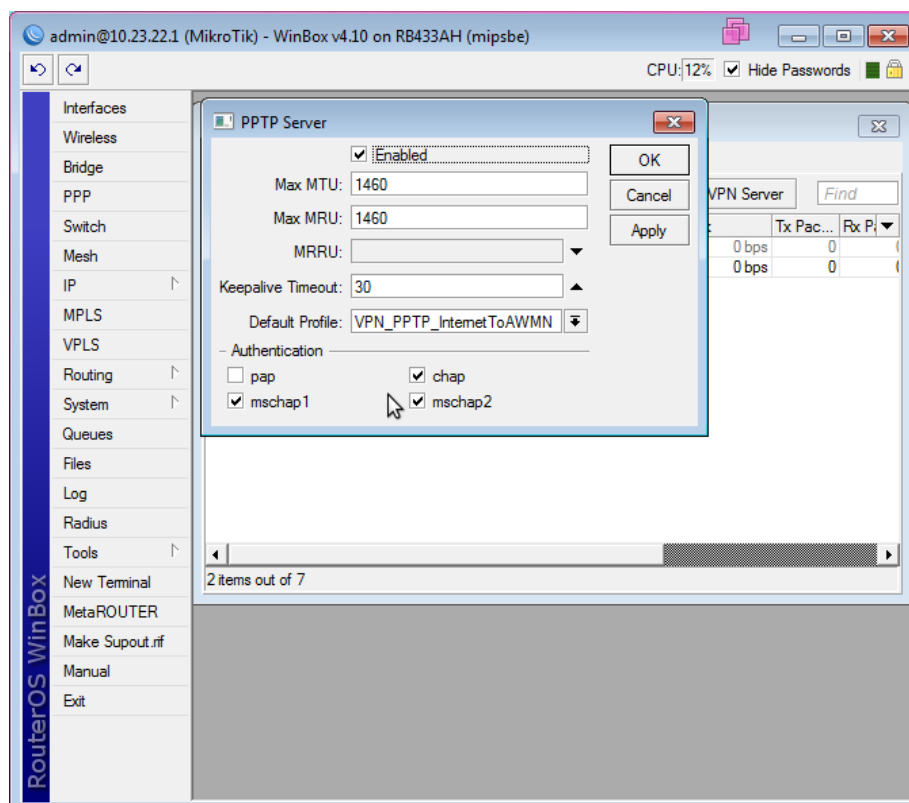 admin@10.23.22.1 (MikroTik) - WinBox v4.10 on RB433AH (mipsbe)
CPU: 12% Hide Passwords
Interfaces
Wireless
Bridge
PPP
Switch
Mesh
IP
MPLS
VPLS
Routing
System
Queues
Files
Log
Radius
Tools
New Terminal
MetaROUTER
Make Supout.rif
Manual
Exit
RouterOS WinBox
PPTP Server
Enabled
Max MTU: 1460
Max MRU: 1460
MRRU:
Keepalive Timeout: 30
Default Profile: VPN_PPTP_InternetToAWMN
Authentication
pap chap
mschap1 mschap2
OK
Cancel
Apply
VPN Server Find
Tx Pac... Rx
0 bps 0
0 bps 0
2 items out of 7